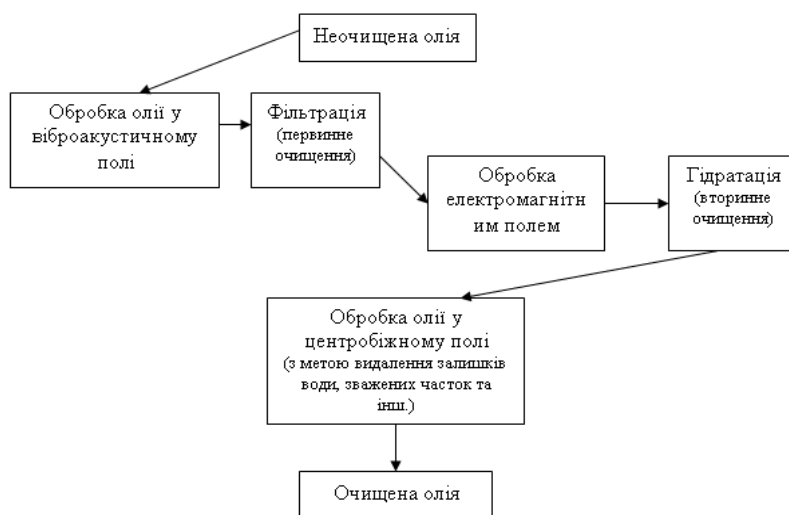 Неочищена олія
Обробка олії у
віброакустичному
полі
Фільтрація
(первинне
очищення)
Обробка
електромагнітн
им полем
Гідратація
(вторинне
очищення)
Обробка олії у
центробіжному полі
(з метою видалення залишків
води, зважених часток та
інш.)
Очищена олія